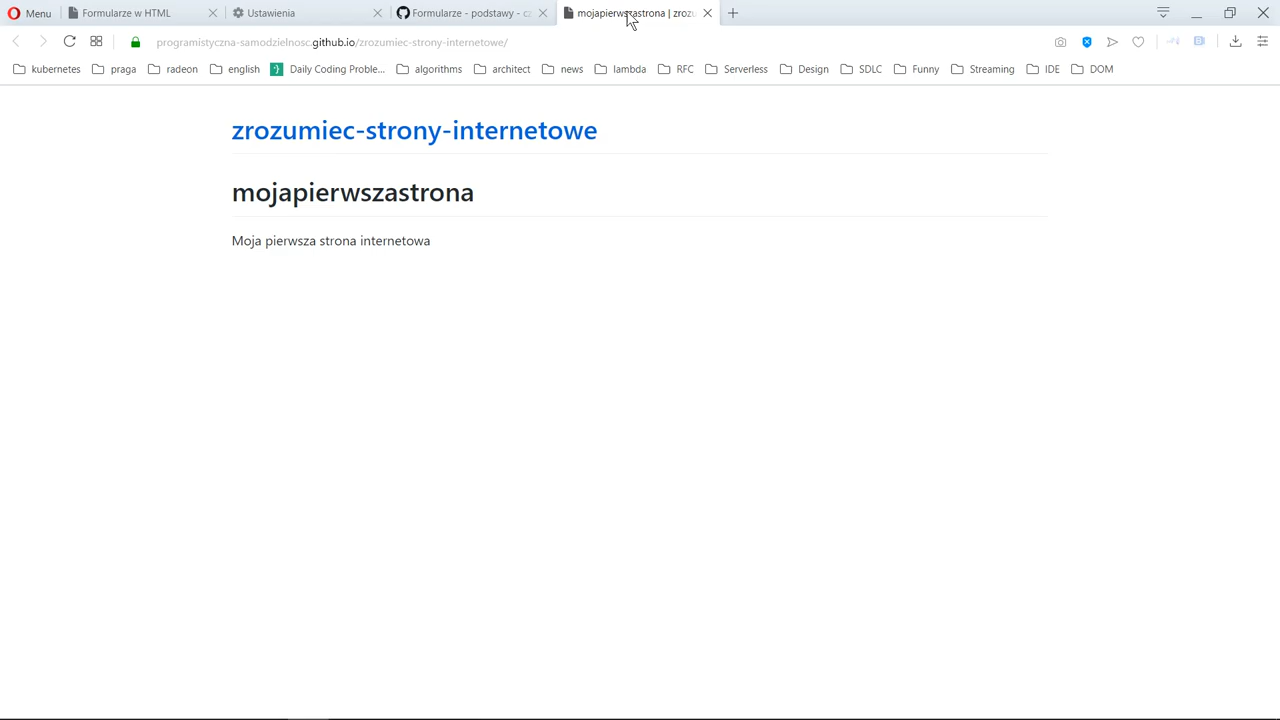 Menu Formularze w HTML Ustawienia Formularze - podstawy - cz mojapierwszastrona | zrozu
programistyczna-samodzielnosc.github.io/zrozumiec-strony-internetowe/
kubernetes praga radeon english Daily Coding Proble... algorithms architect news lambda RFC Serverless Design SDLC Funny Streaming IDE DOM
zrozumiec-strony-internetowe
mojapierwszastrona
Moja pierwsza strona internetowa